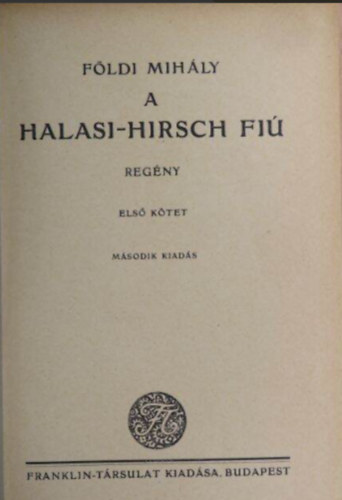 FÖLDI MIHÁLY
A
HALASI-HIRSCH FIÚ
REGÉNY
ELSŐ KÖTET
MÁSODIK KIADÁS
FRANKLIN-TÁRSULAT KIADÁSA, BUDAPEST